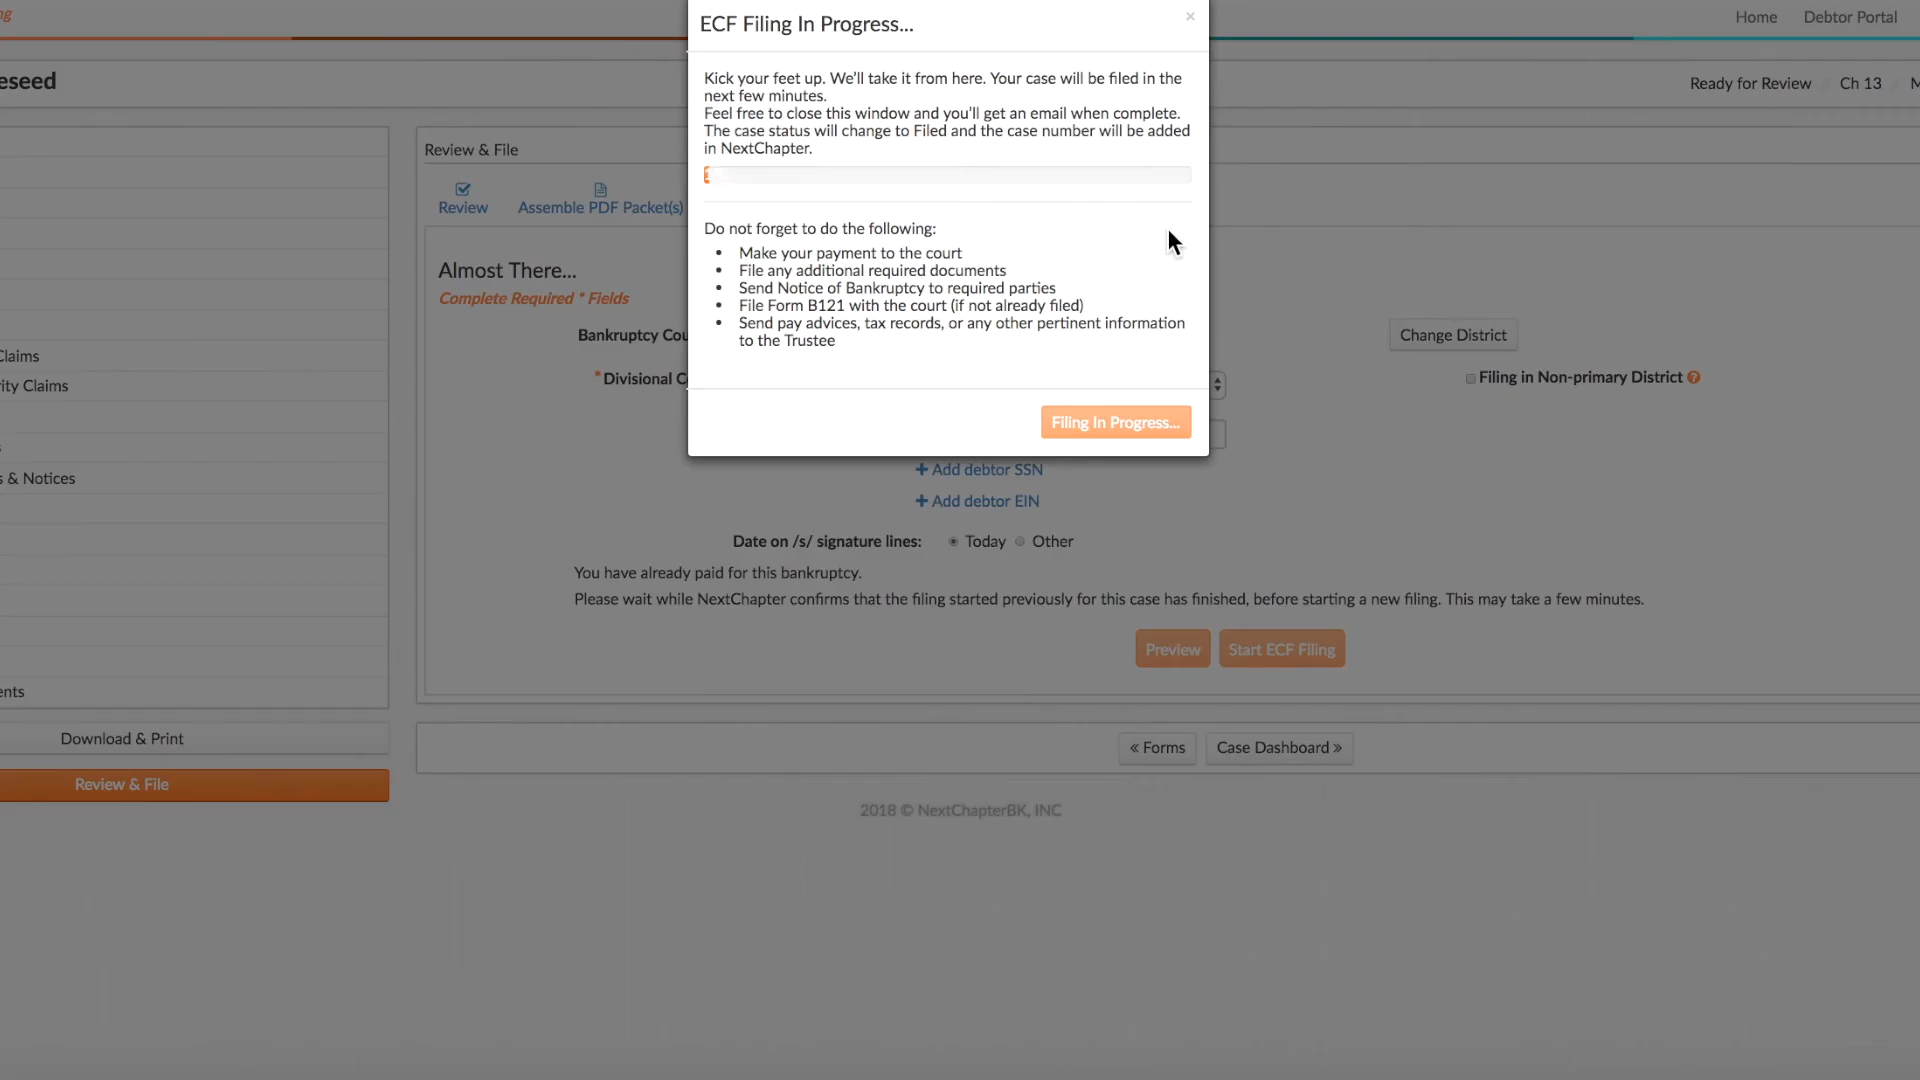 ng
ECF Filing In Progress...
×
Home
Debtor Portal
eseed
Ready for Review
Ch 13
M
Kick your feet up. We'll take it from here. Your case will be filed in the
next few minutes.
Feel free to close this window and you'll get an email when complete.
The case status will change to Filed and the case number will be added
in NextChapter.
Do not forget to do the following:
• Make your payment to the court
• File any additional required documents
• Send Notice of Bankruptcy to required parties
• File Form B121 with the court (if not already filed)
• Send pay advices, tax records, or any other pertinent information
to the Trustee
Filing In Progress...
Review & File
Review
Assemble PDF Packet(s)
Almost There...
Complete Required * Fields
Bankruptcy Cou
Change District
*Divisional C
Filing in Non-primary District ?
+ Add debtor SSN
+ Add debtor EIN
Date on /s/ signature lines: Today Other
You have already paid for this bankruptcy.
Please wait while NextChapter confirms that the filing started previously for this case has finished, before starting a new filing. This may take a few minutes.
Preview
Start ECF Filing
Claims
ity Claims
s
s & Notices
ents
Download & Print
Review & File
« Forms
Case Dashboard »
2018 © NextChapterBK, INC